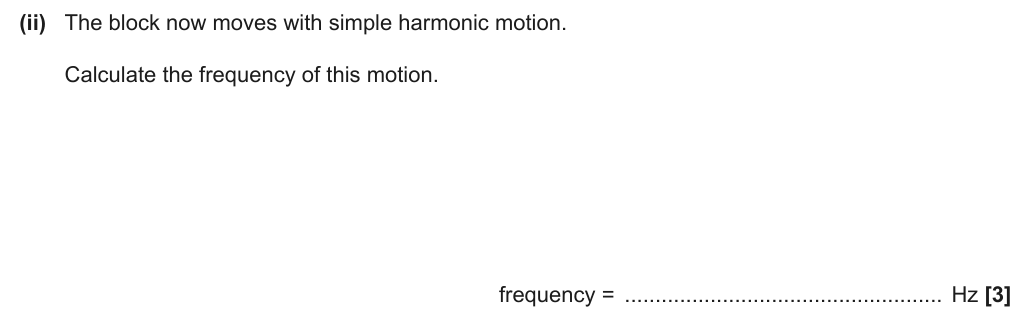 (ii) The block now moves with simple harmonic motion.
Calculate the frequency of this motion.
frequency = .................................................... Hz [3]